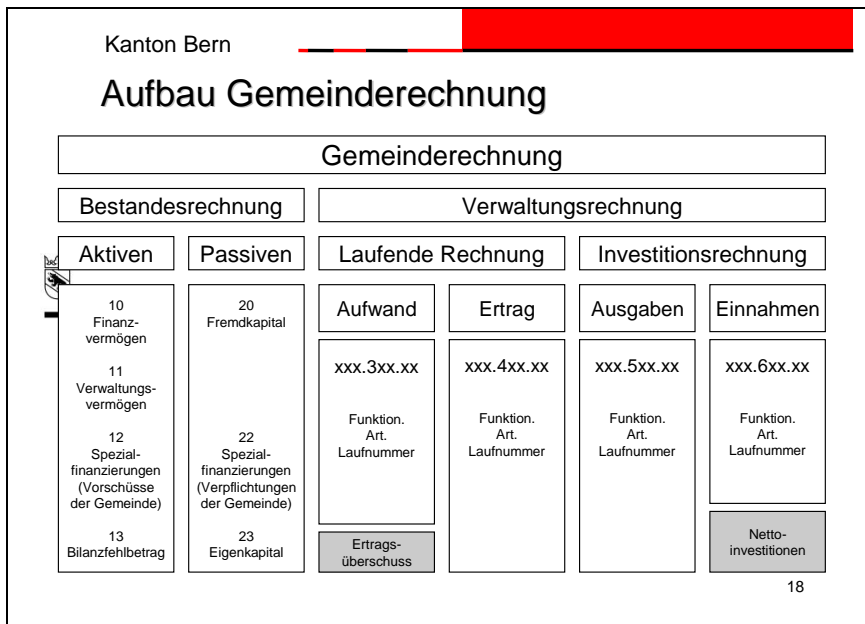 Kanton Bern
Aufbau Gemeinderechnung
Gemeinderechnung
Bestandesrechnung
Verwaltungsrechnung
Aktiven
Passiven
Laufende Rechnung
Investitionsrechnung
10
Finanz-
vermögen
11
Verwaltungs-
vermögen
12
Spezial-
finanzierungen
(Vorschüsse
der Gemeinde)
13
Bilanzfehlbetrag
20
Fremdkapital
22
Spezial-
finanzierungen
(Verpflichtungen
der Gemeinde)
23
Eigenkapital
Aufwand
xxx.3xx.xx
Funktion.
Art.
Laufnummer
Ertrags-
überschuss
Ertrag
xxx.4xx.xx
Funktion.
Art.
Laufnummer
Ausgaben
xxx.5xx.xx
Funktion.
Art.
Laufnummer
Einnahmen
xxx.6xx.xx
Funktion.
Art.
Laufnummer
Netto-
investitionen
18